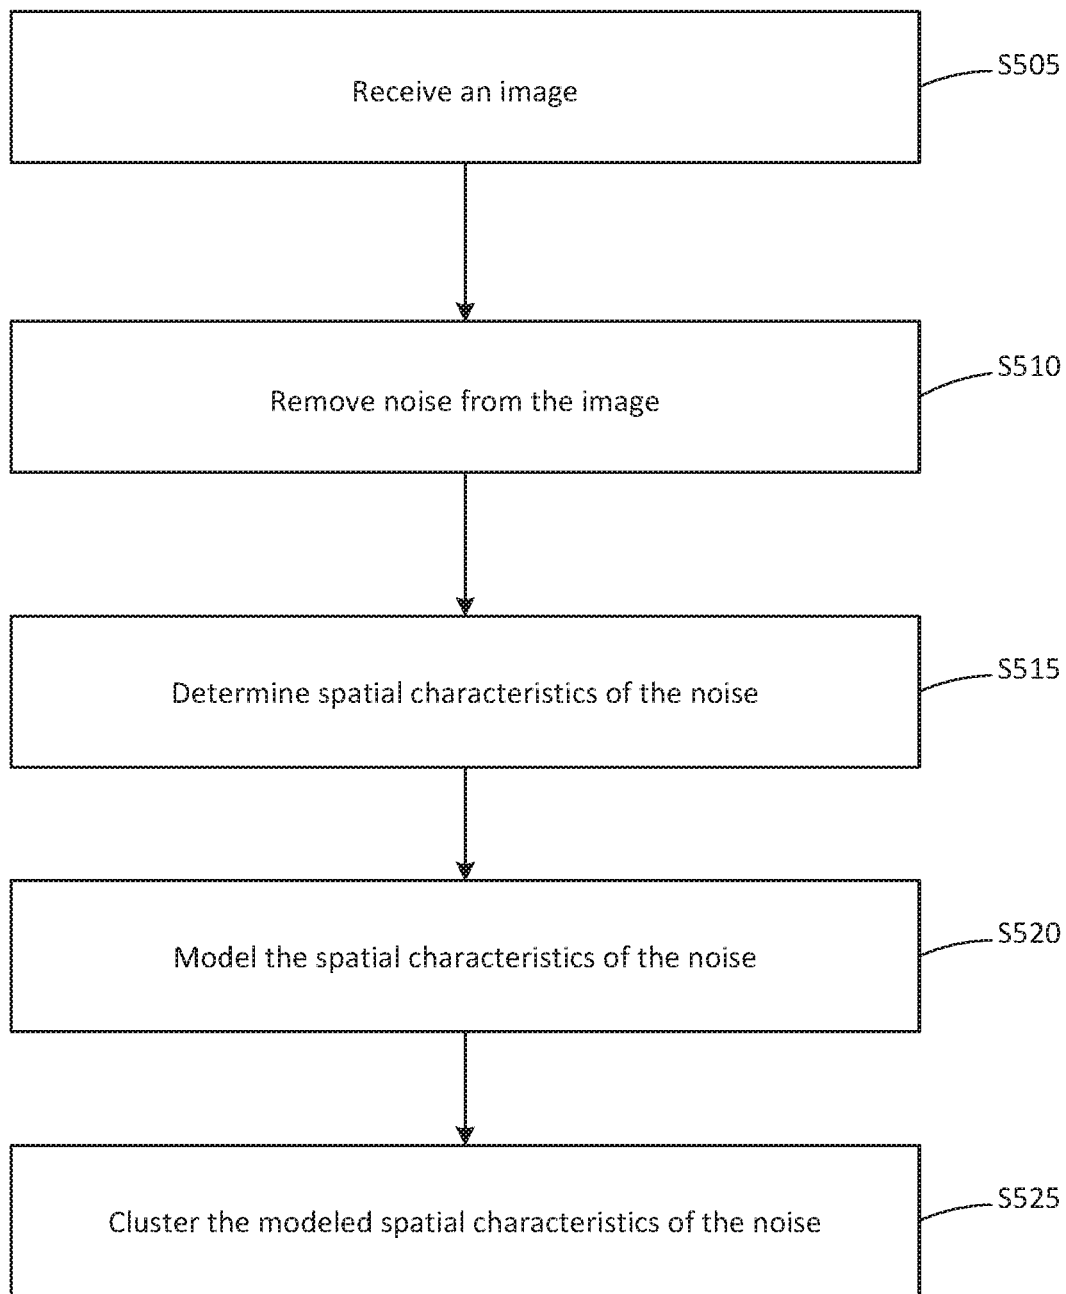 Receive an image
S505
Remove noise from the image
S510
Determine spatial characteristics of the noise
S515
Model the spatial characteristics of the noise
S520
Cluster the modeled spatial characteristics of the noise
S525